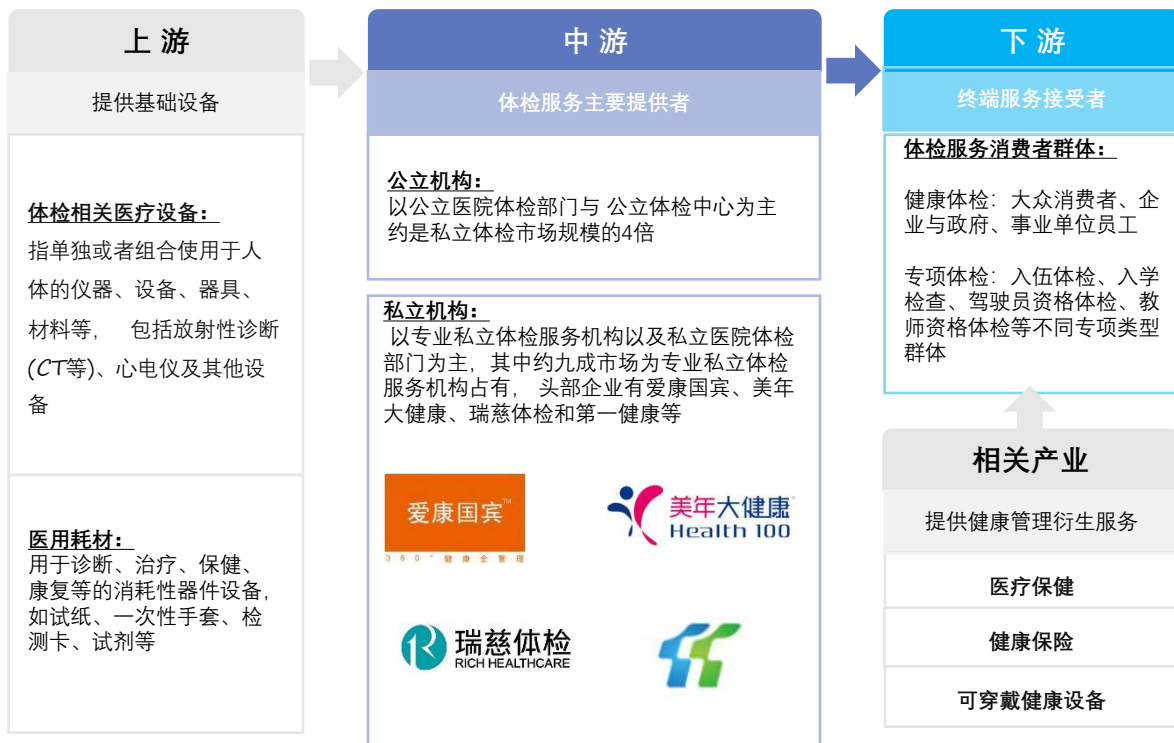 上 游
提供基础设备
体检相关医疗设备：
指单独或者组合使用于人
体的仪器、设备、器具、
材料等， 包括放射性诊断
(CT等)、心电仪及其他设
备
医用耗材：
用于诊断、治疗、保健、
康复等的消耗性器件设备，
如试纸、一次性手套、检
测卡、试剂等
中 游
体检服务主要提供者
公立机构：
以公立医院体检部门与 公立体检中心为主
约是私立体检市场规模的4倍
私立机构：
以专业私立体检服务机构以及私立医院体检
部门为主，其中约九成市场为专业私立体检
服务机构占有， 头部企业有爱康国宾、美年
大健康、瑞慈体检和第一健康等
爱康国宾™
360°健康全管理
美年大健康
Health 100
瑞慈体检
RICH HEALTHCARE
下 游
终端服务接受者
体检服务消费者群体：
健康体检：大众消费者、企
业与政府、事业单位员工
专项体检：入伍体检、入学
检查、驾驶员资格体检、教
师资格体检等不同专项类型
群体
相关产业
提供健康管理衍生服务
医疗保健
健康保险
可穿戴健康设备